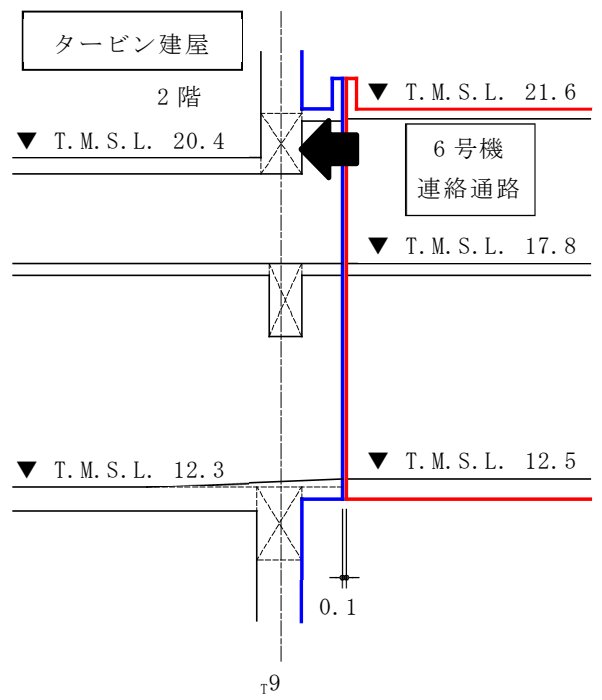 タービン建屋
2階
▼ T.M.S.L. 21.6
▼ T.M.S.L. 20.4
6号機
連絡通路
▼ T.M.S.L. 17.8
▼ T.M.S.L. 12.3
▼ T.M.S.L. 12.5
0.1
T9